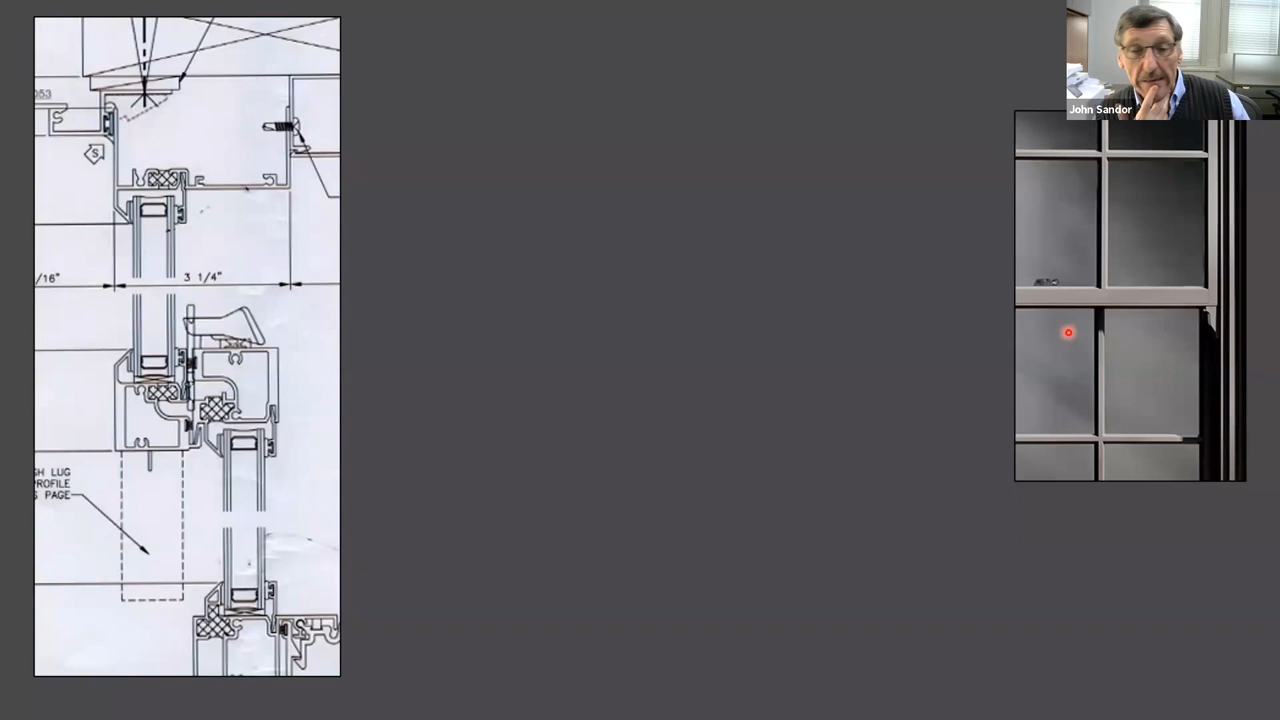 053
S
/16"
3 1/4"
SH LUG
PROFILE
S PAGE
John Sandor